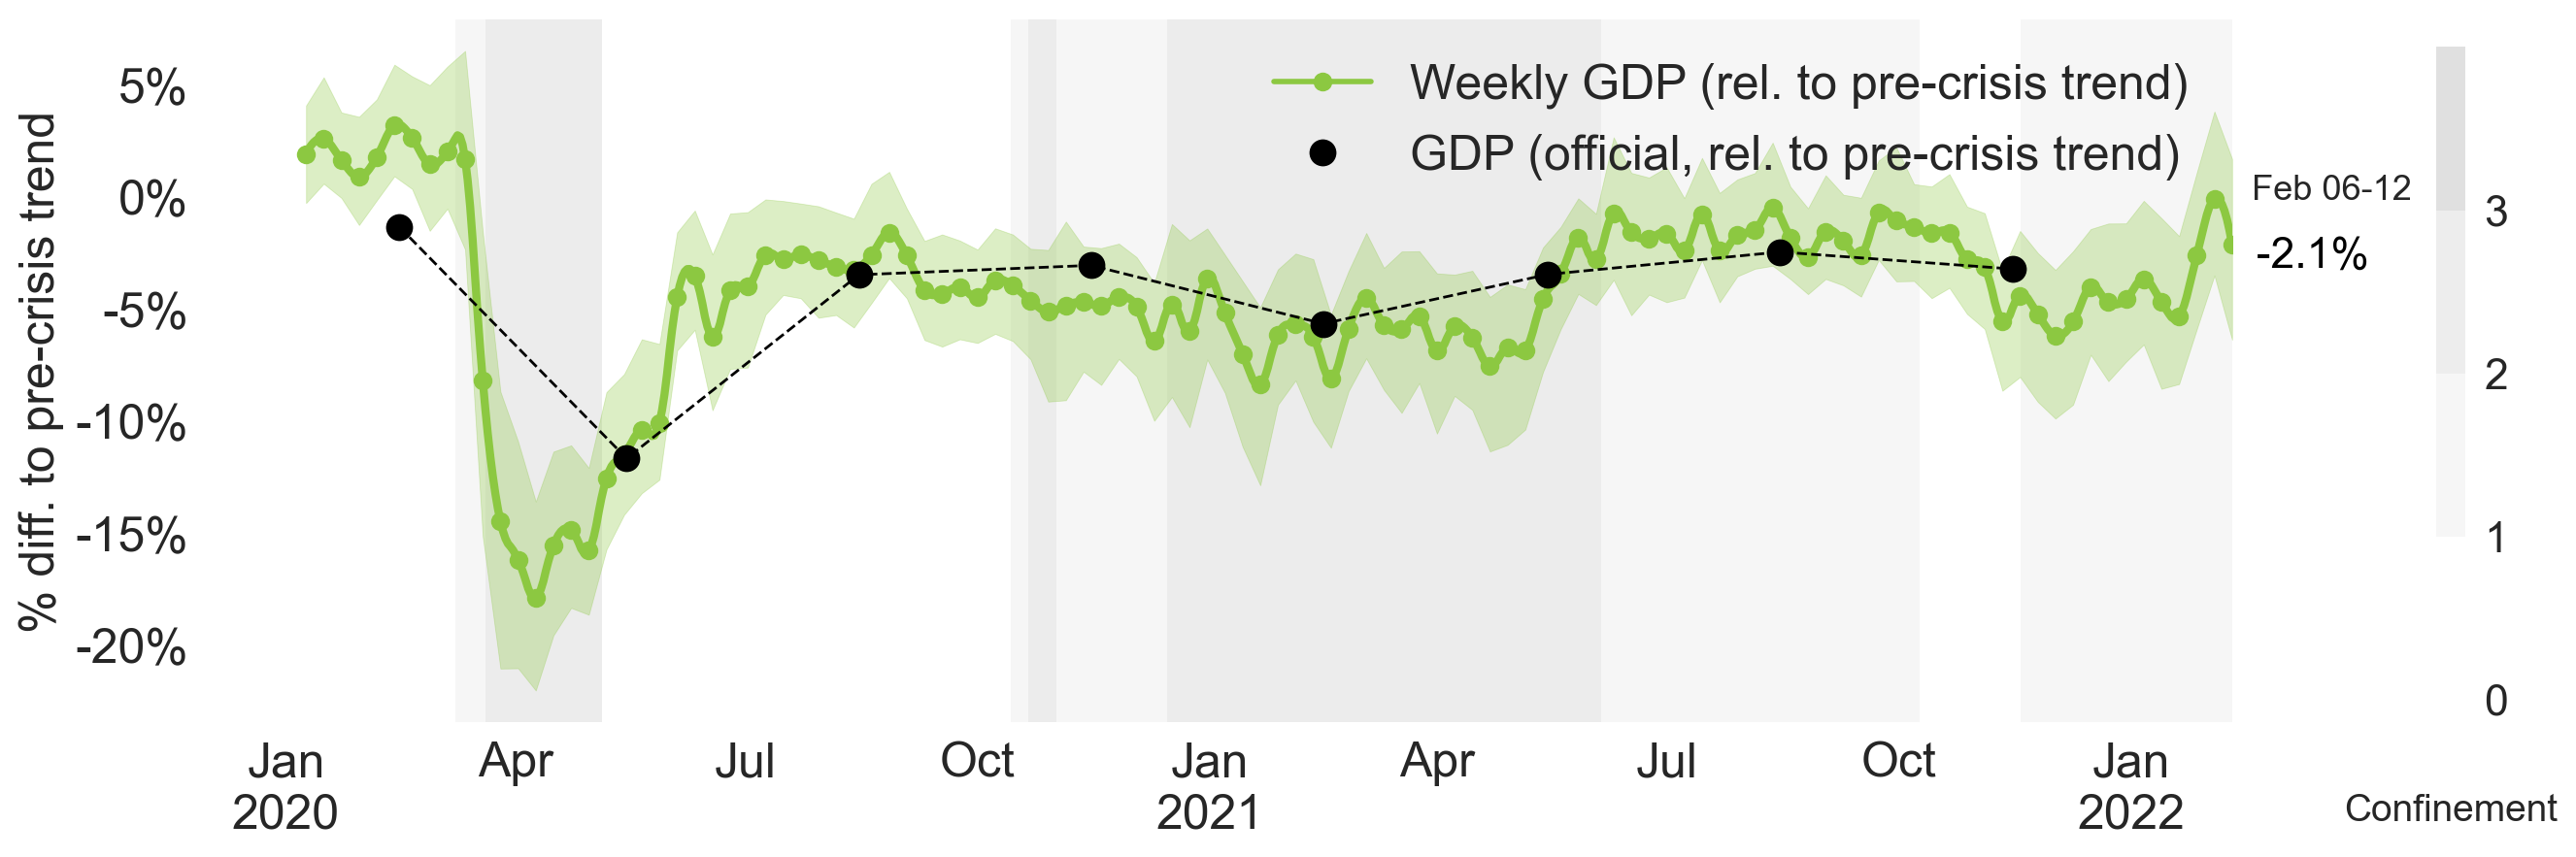 Weekly GDP (rel. to pre-crisis trend)
GDP (official, rel. to pre-crisis trend)
% diff. to pre-crisis trend
5%
0%
-5%
-10%
-15%
-20%
Feb 06-12
-2.1%
3
2
1
0
Jan Apr Jul Oct Jan Apr Jul Oct Jan
2020 2021 2022
Confinement